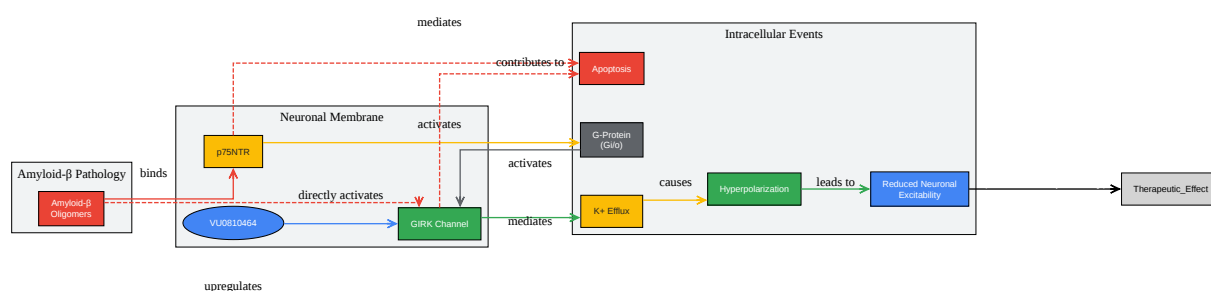 mediates
Intracellular Events
contributes to
Apoptosis
Neuronal Membrane
activates
G-Protein
(Gi/o)
p75NTR
activates
Amyloid-β Pathology
binds
Amyloid-β
Oligomers
directly activates
VU0810464
GIRK Channel
mediates
K+ Efflux
causes
Hyperpolarization
leads to
Reduced Neuronal
Excitability
Therapeutic_Effect
upregulates